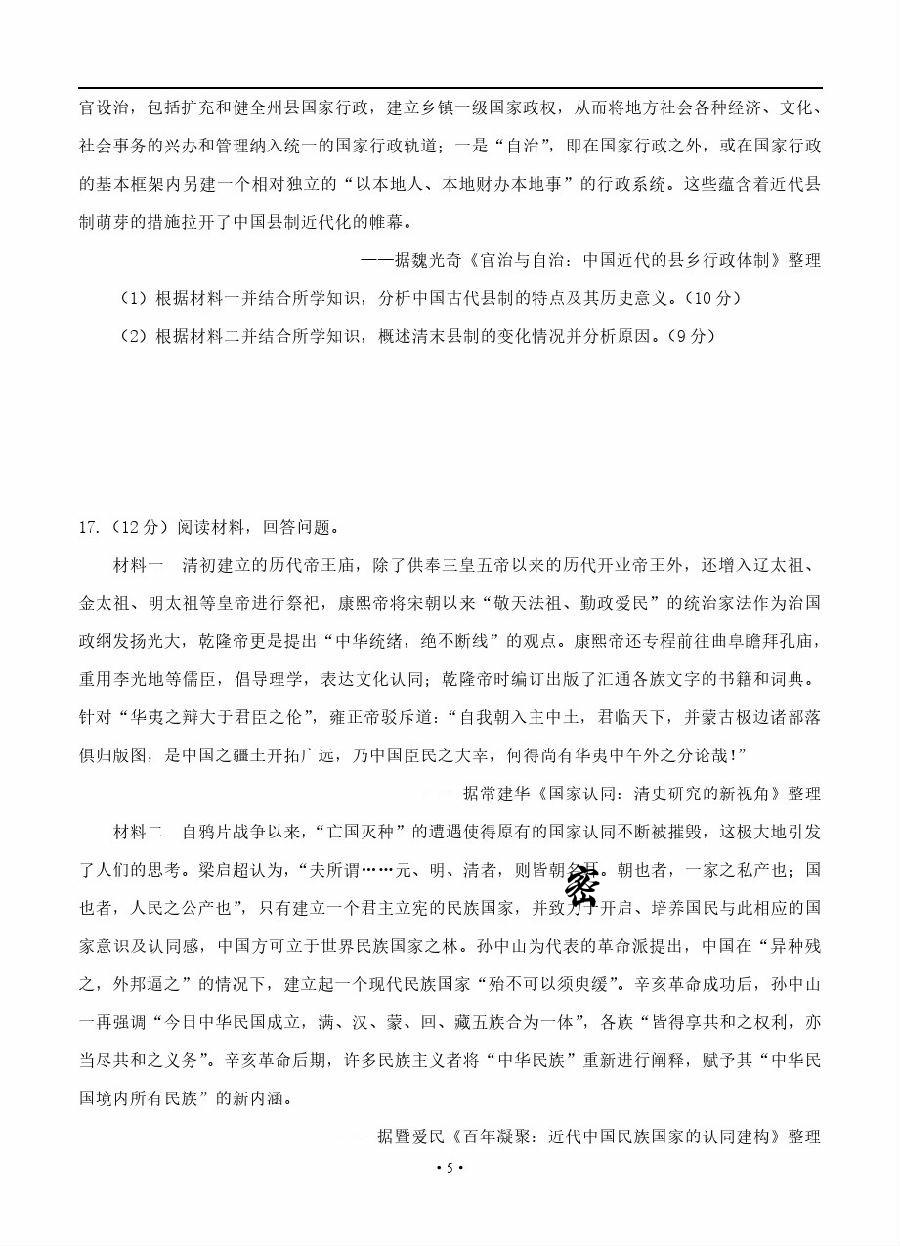 官设治，包括扩充和健全州县国家行政，建立乡镇一级国家政权，从而将地方社会各种经济、文化、
社会事务的兴办和管理纳入统一的国家行政轨道；一是“自治”，即在国家行政之外，或在国家行政
的基本框架内另建一个相对独立的“以本地人、本地财办本地事”的行政系统。这些蕴含着近代县
制萌芽的措施拉开了中国县制近代化的帷幕。
——据魏光奇《官治与自治：中国近代的县乡行政体制》整理
（1）根据材料一并结合所学知识，分析中国古代县制的特点及其历史意义。（10 分）
（2）根据材料二并结合所学知识，概述清末县制的变化情况并分析原因。（9 分）
17.（12 分）阅读材料，回答问题。
材料一　清初建立的历代帝王庙，除了供奉三皇五帝以来的历代开业帝王外，还增入辽太祖、
金太祖、明太祖等皇帝进行祭祀，康熙帝将宋朝以来“敬天法祖、勤政爱民”的统治家法作为治国
政纲发扬光大，乾隆帝更是提出“中华统绪，绝不断线”的观点。康熙帝还专程前往曲阜瞻拜孔庙，
重用李光地等儒臣，倡导理学，表达文化认同；乾隆帝时编订出版了汇通各族文字的书籍和词典。
针对“华夷之辩大于君臣之伦”，雍正帝驳斥道：“自我朝入主中土，君临天下，并蒙古极边诸部落
俱归版图，是中国之疆土开拓广远，乃中国臣民之大幸，何得尚有华夷中午外之分论哉！”
据常建华《国家认同：清史研究的新视角》整理
材料二　自鸦片战争以来，“亡国灭种”的遭遇使得原有的国家认同不断被摧毁，这极大地引发
了人们的思考。梁启超认为，“夫所谓……元、明、清者，则皆朝名耳。朝也者，一家之私产也；国
也者，人民之公产也”，只有建立一个君主立宪的民族国家，并致力于开启、培养国民与此相应的国
家意识及认同感，中国方可立于世界民族国家之林。孙中山为代表的革命派提出，中国在“异种残
之，外邦逼之”的情况下，建立起一个现代民族国家“殆不可以须臾缓”。辛亥革命成功后，孙中山
一再强调“今日中华民国成立，满、汉、蒙、回、藏五族合为一体”，各族“皆得享共和之权利，亦
当尽共和之义务”。辛亥革命后期，许多民族主义者将“中华民族”重新进行阐释，赋予其“中华民
国境内所有民族”的新内涵。
据暨爱民《百年凝聚：近代中国民族国家的认同建构》整理
密
·5·